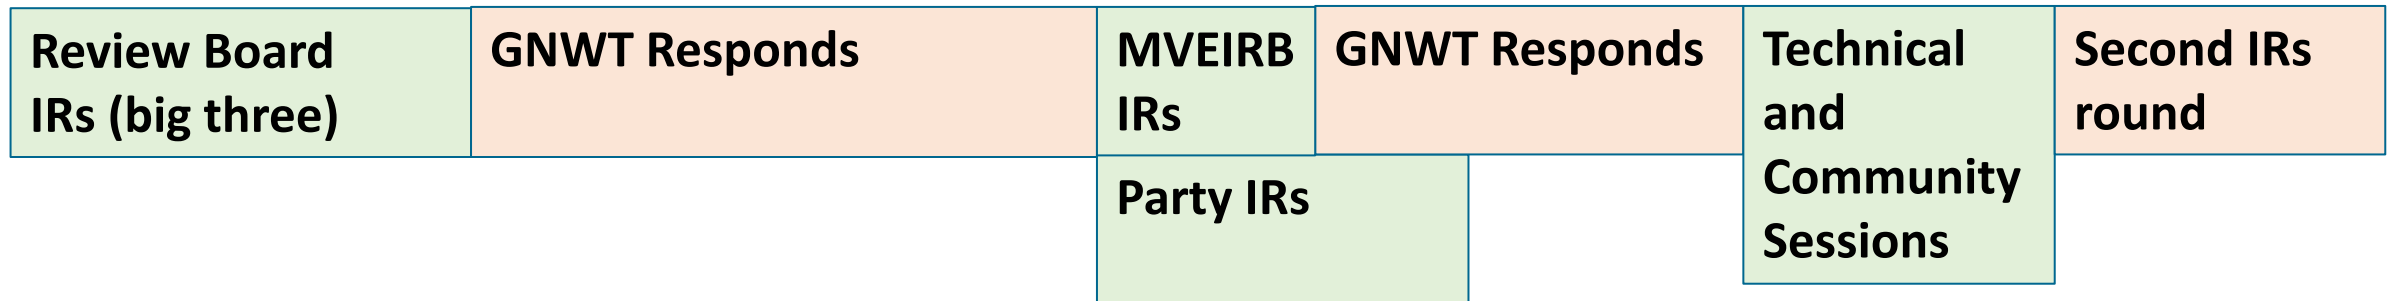 Review Board
IRs (big three)
GNWT Responds
MVEIRB
IRs
Party IRs
GNWT Responds
Technical
and
Community
Sessions
Second IRs
round